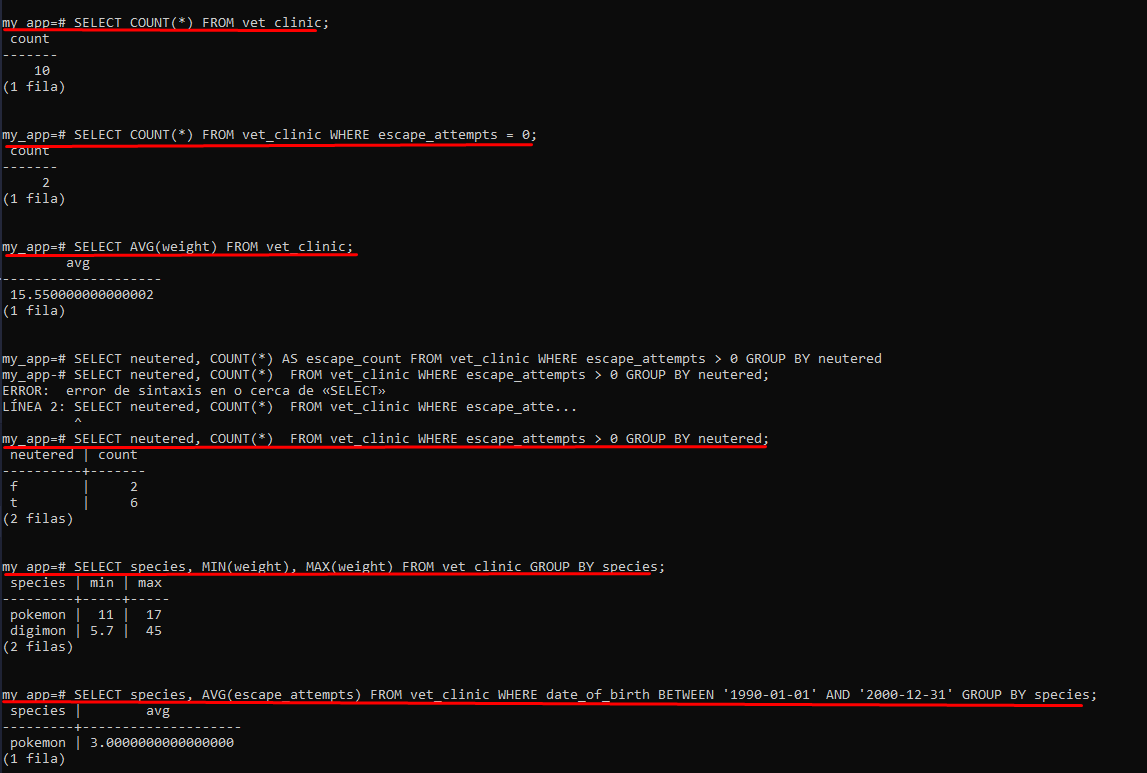 my_app=# SELECT COUNT(*) FROM vet_clinic;
 count
-------
    10
(1 fila)
my_app=# SELECT COUNT(*) FROM vet_clinic WHERE escape_attempts = 0;
 count
-------
     2
(1 fila)
my_app=# SELECT AVG(weight) FROM vet_clinic;
        avg
--------------------
 15.550000000000002
(1 fila)
my_app=# SELECT neutered, COUNT(*) AS escape_count FROM vet_clinic WHERE escape_attempts > 0 GROUP BY neutered
my_app-# SELECT neutered, COUNT(*)  FROM vet_clinic WHERE escape_attempts > 0 GROUP BY neutered;
ERROR:  error de sintaxis en o cerca de «SELECT»
LÍNEA 2: SELECT neutered, COUNT(*)  FROM vet_clinic WHERE escape_atte...
         ^
my_app=# SELECT neutered, COUNT(*)  FROM vet_clinic WHERE escape_attempts > 0 GROUP BY neutered;
 neutered | count
----------+-------
 f        |     2
 t        |     6
(2 filas)
my_app=# SELECT species, MIN(weight), MAX(weight) FROM vet_clinic GROUP BY species;
 species | min | max
---------+-----+-----
 pokemon |  11 |  17
 digimon | 5.7 |  45
(2 filas)
my_app=# SELECT species, AVG(escape_attempts) FROM vet_clinic WHERE date_of_birth BETWEEN '1990-01-01' AND '2000-12-31' GROUP BY species;
 species |        avg
---------+--------------------
 pokemon | 3.0000000000000000
(1 fila)